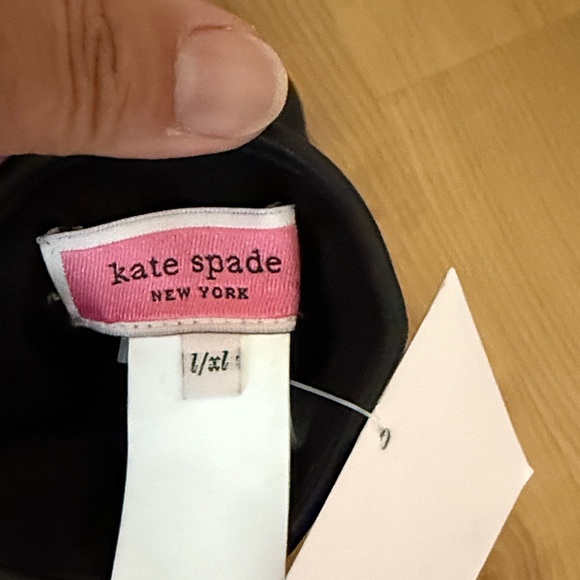 kate spade
NEW YORK
l/xl